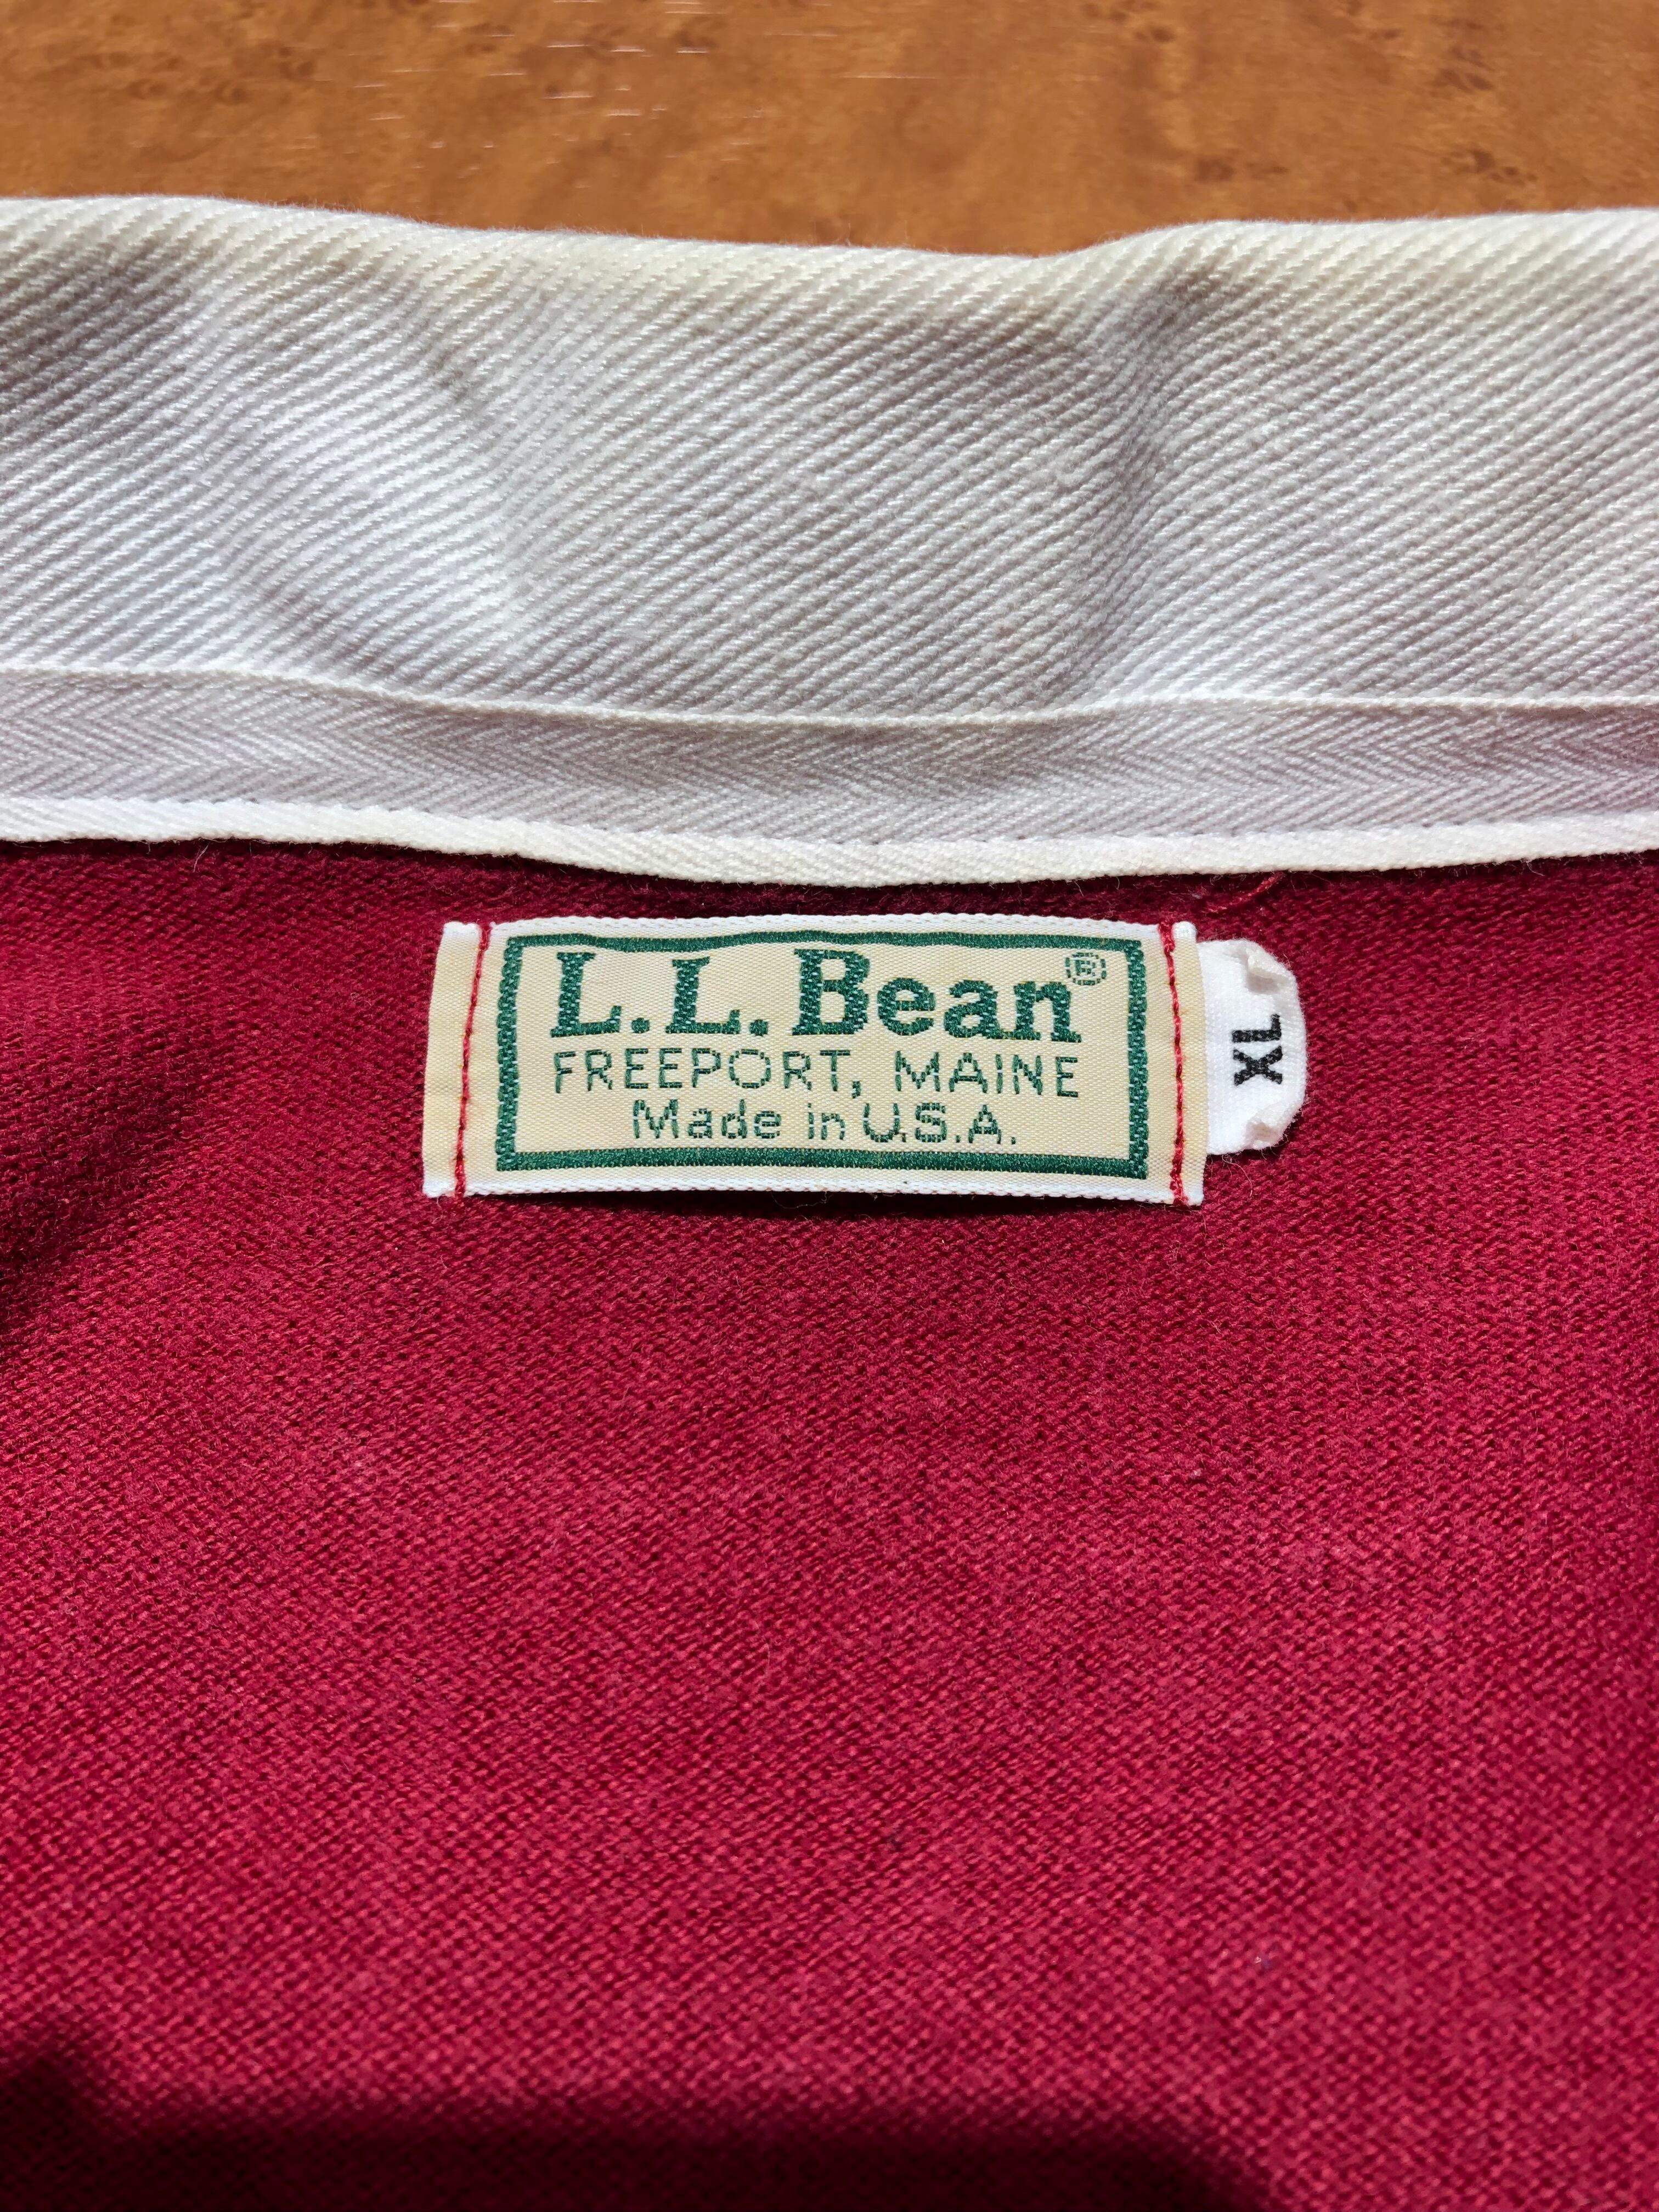 L.L.Bean®
FREEPORT, MAINE
Made in U.S.A.
XL